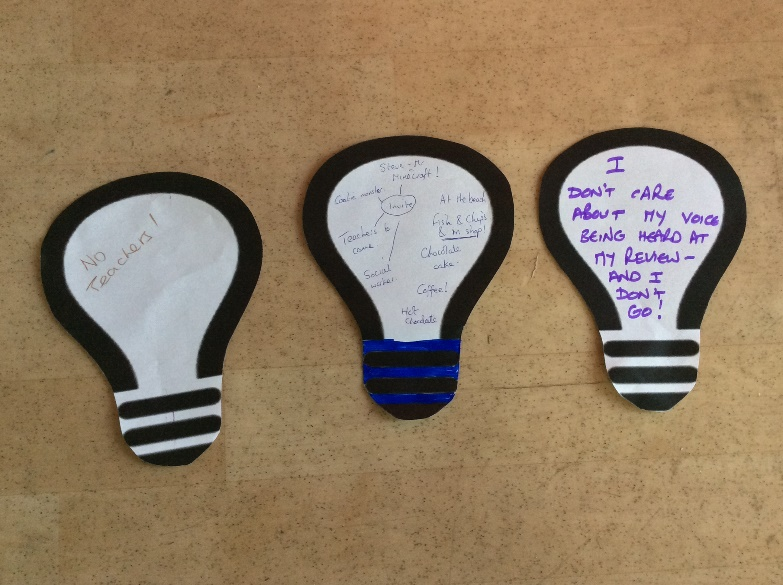 No
Teachers!
Steve - Mr
Minecraft!
Cookie monster
Invite
Teachers to
come
Social
worker
At the beach
Fish & Chips
& m shop!
Chocolate
cake
Coffee!
Hot
Chocolate
I
DON'T CARE
ABOUT MY VOICE
BEING HEARD AT
MY REVIEW -
AND I
DON'T
GO!